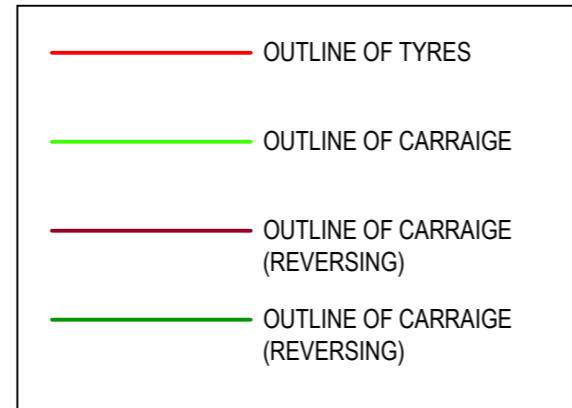 OUTLINE OF TYRES
OUTLINE OF CARRAIGE
OUTLINE OF CARRAIGE
(REVERSING)
OUTLINE OF CARRAIGE
(REVERSING)